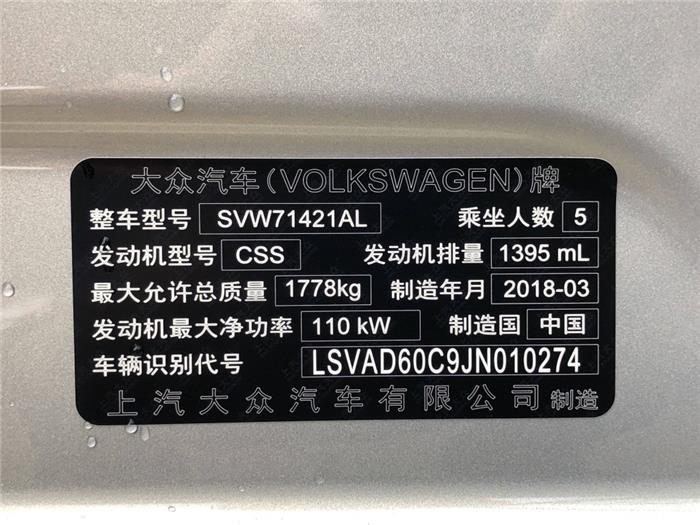 大众汽车(VOLKSWAGEN)牌
整车型号 SVW71421AL 乘坐人数 5
发动机型号 CSS 发动机排量 1395 mL
最大允许总质量 1778kg 制造年月 2018-03
发动机最大净功率 110 kW 制造国 中国
车辆识别代号 LSVAD60C9JN010274
上汽大众汽车有限公司 制造